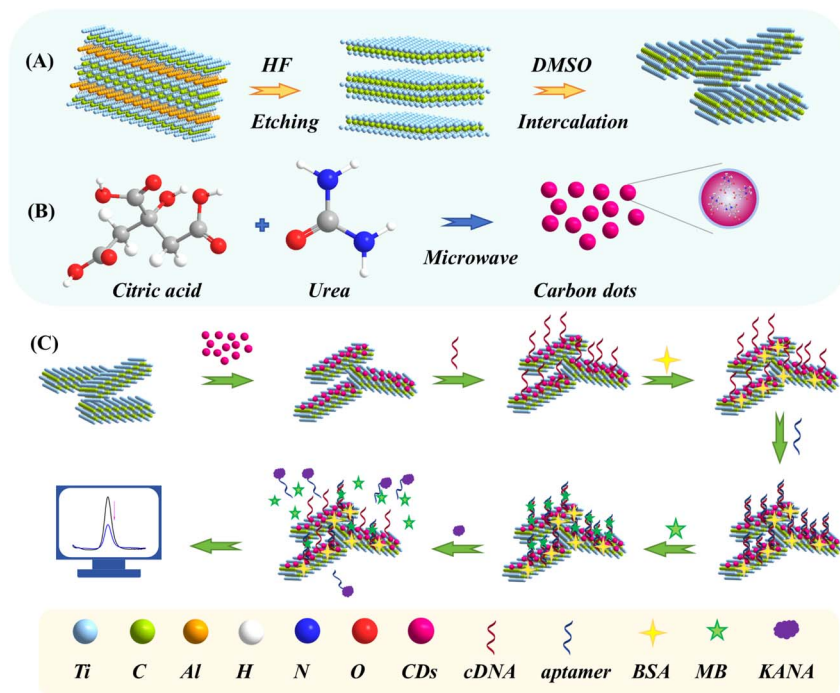 (A)
HF
Etching
DMSO
Intercalation
(B)
Microwave
Citric acid
Urea
Carbon dots
(C)
Ti C Al H N O CDs cDNA aptamer BSA MB KANA